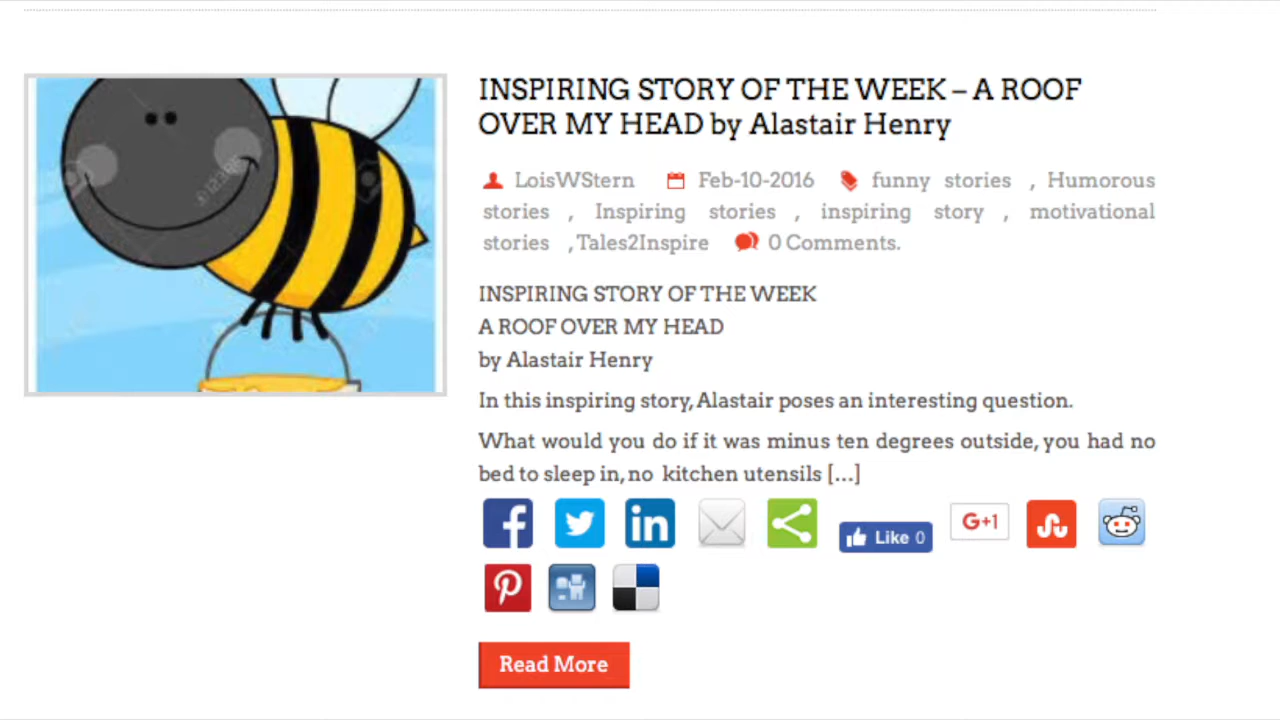 INSPIRING STORY OF THE WEEK – A ROOF
OVER MY HEAD by Alastair Henry
LoisWStern Feb-10-2016 funny stories , Humorous
stories , Inspiring stories , inspiring story , motivational
stories , Tales2Inspire 0 Comments.
INSPIRING STORY OF THE WEEK
A ROOF OVER MY HEAD
by Alastair Henry
In this inspiring story, Alastair poses an interesting question.
What would you do if it was minus ten degrees outside, you had no
bed to sleep in, no kitchen utensils [...]
f in Like 0 G+1
Read More